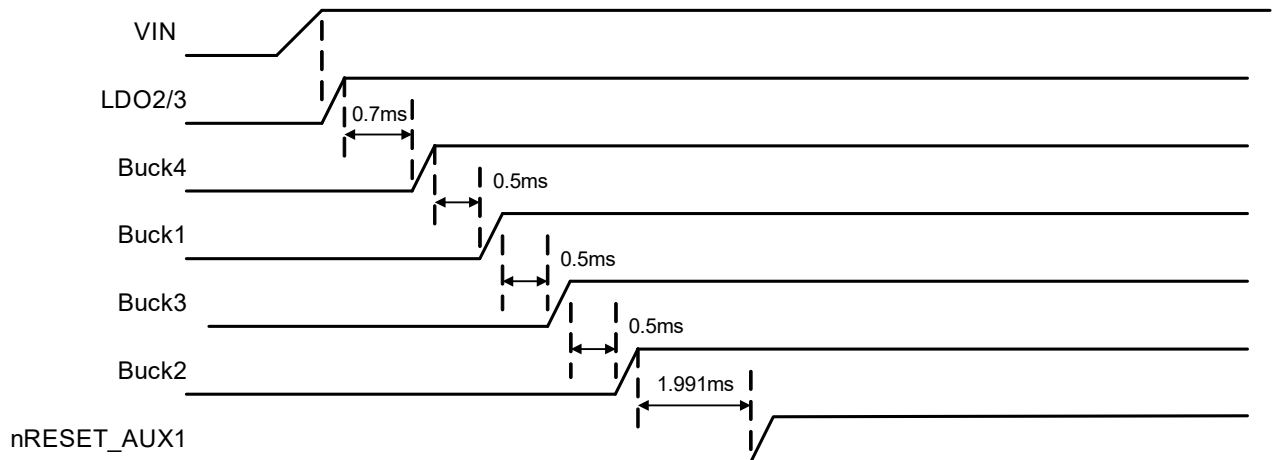 VIN
LDO2/3
0.7ms
Buck4
0.5ms
Buck1
0.5ms
Buck3
0.5ms
Buck2
1.991ms
nRESET_AUX1